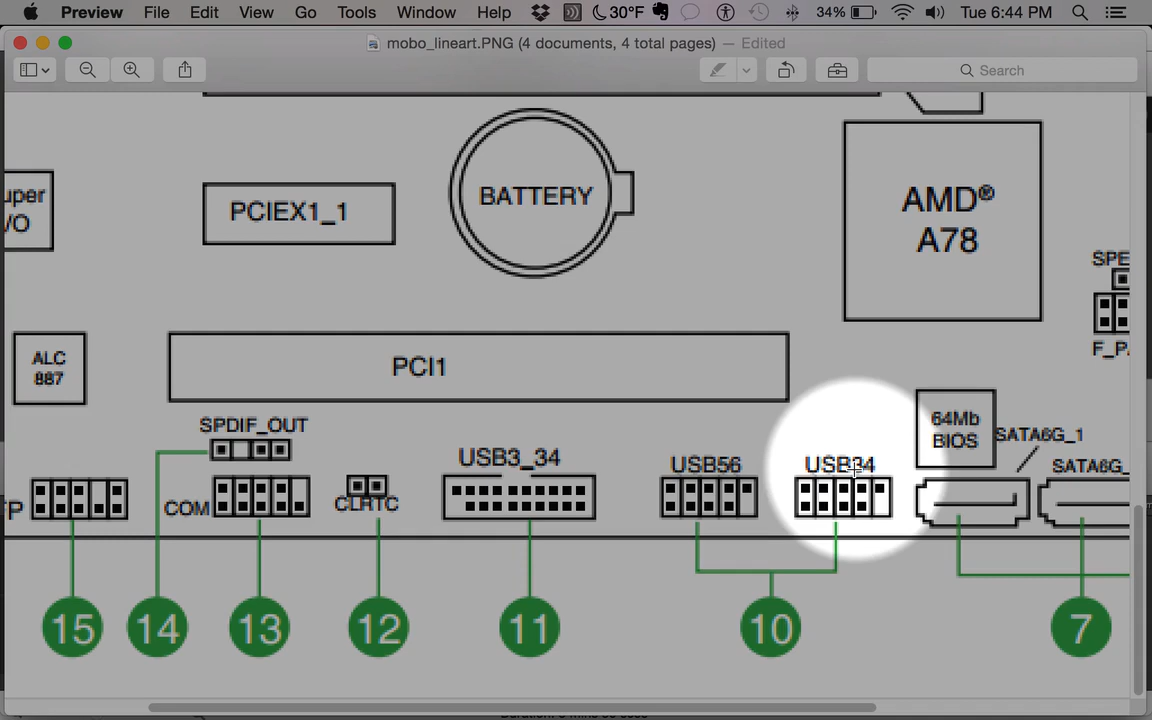 Preview File Edit View Go Tools Window Help 30°F 34% Tue 6:44 PM
mobo_lineart.PNG (4 documents, 4 total pages) — Edited
Search
BATTERY
AMD®
A78
PCIEX1_1
PCI1
ALC
887
64Mb
BIOS
SATA6G_1
SPDIF_OUT
USB3_34
USB56
USB34
COM
CLRTC
15 14 13 12 11 10 7